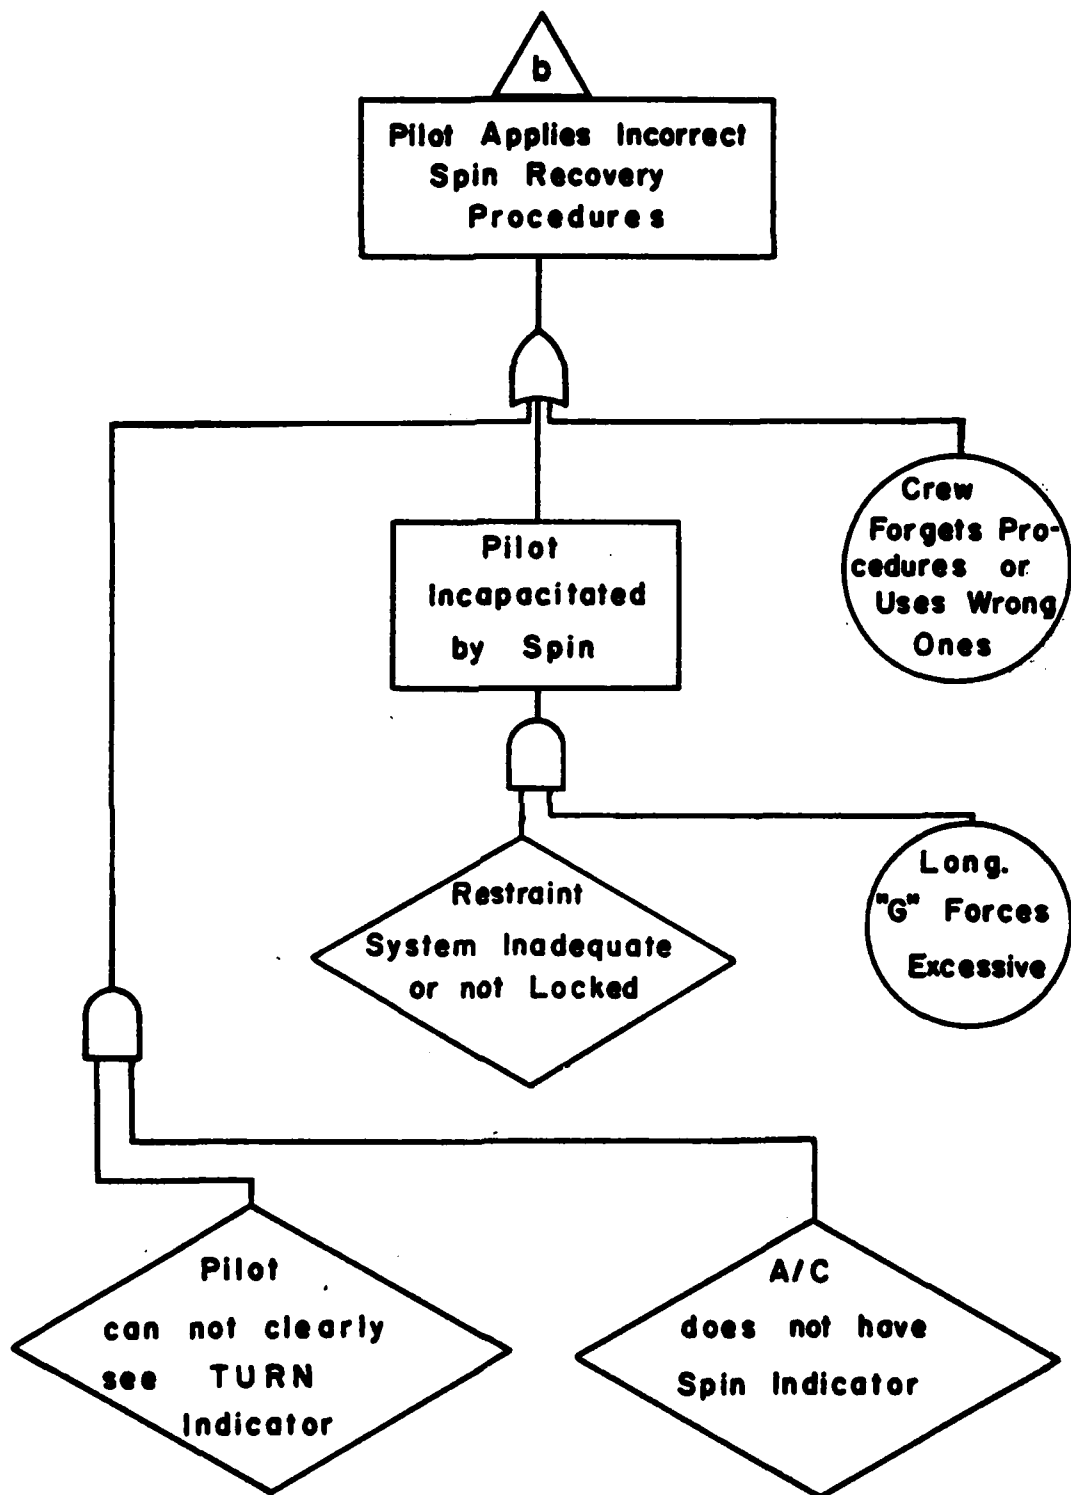 b
Pilot Applies Incorrect
Spin Recovery
Procedures
Crew
Forgets Pro-
cedures or
Uses Wrong
Ones
Pilot
Incapacitated
by Spin
Restraint
System Inadequate
or not Locked
Long.
"G" Forces
Excessive
Pilot
can not clearly
see TURN
Indicator
A/C
does not have
Spin Indicator